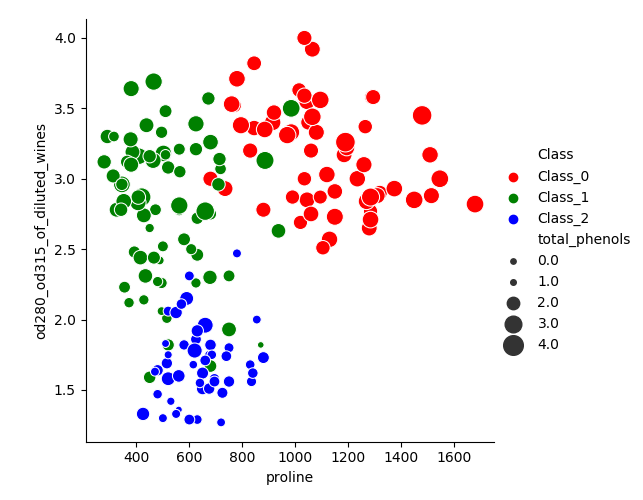 4.0
3.5
3.0
2.5
2.0
1.5
od280_od315_of_diluted_wines
400 600 800 1000 1200 1400 1600
proline
Class
Class_0
Class_1
Class_2
total_phenols
0.0
1.0
2.0
3.0
4.0